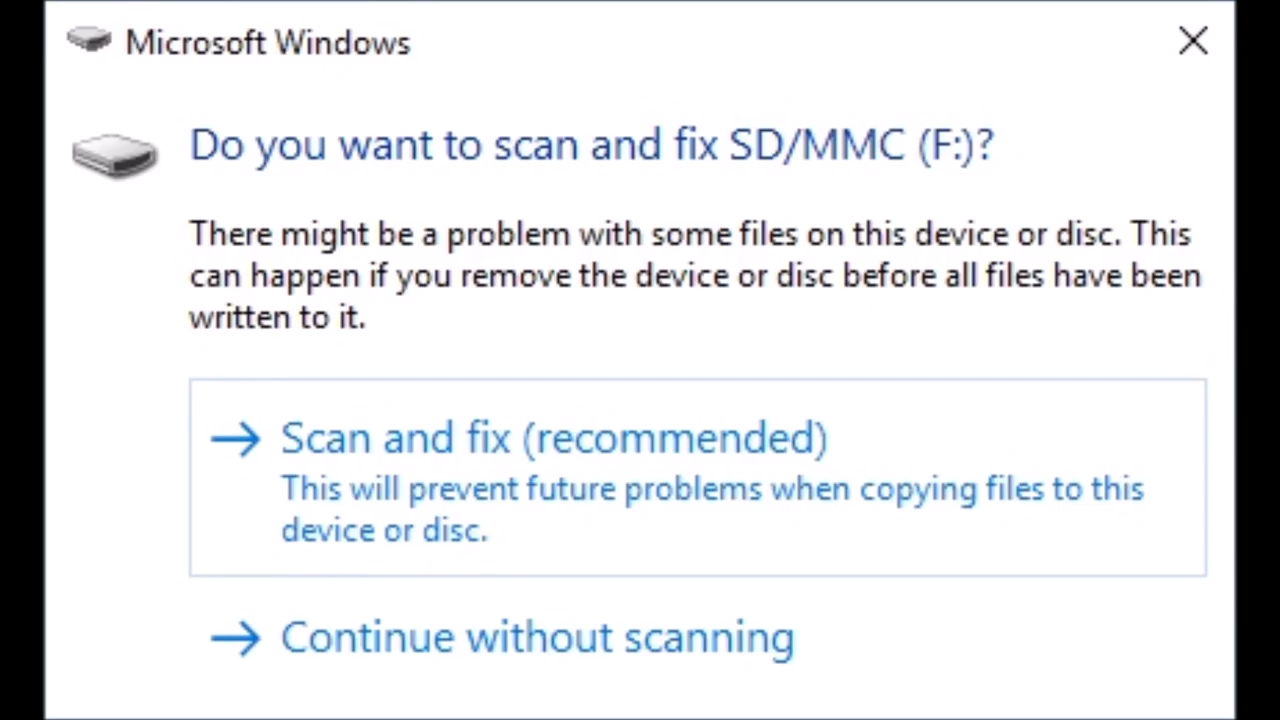 Microsoft Windows
Do you want to scan and fix SD/MMC (F:)?
There might be a problem with some files on this device or disc. This
can happen if you remove the device or disc before all files have been
written to it.
Scan and fix (recommended)
This will prevent future problems when copying files to this
device or disc.
Continue without scanning